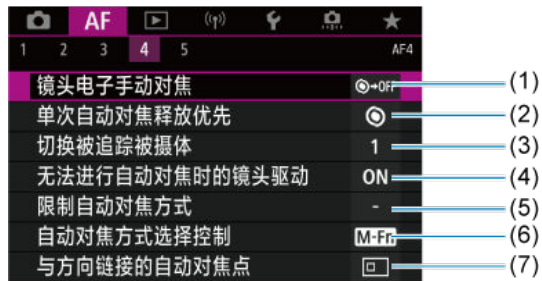 AF
1 2 3 4 5 AF4
镜头电子手动对焦 →OFF (1)
单次自动对焦释放优先 (2)
切换被追踪被摄体 1 (3)
无法进行自动对焦时的镜头驱动 ON (4)
限制自动对焦方式 - (5)
自动对焦方式选择控制 M-Fn (6)
与方向链接的自动对焦点 (7)